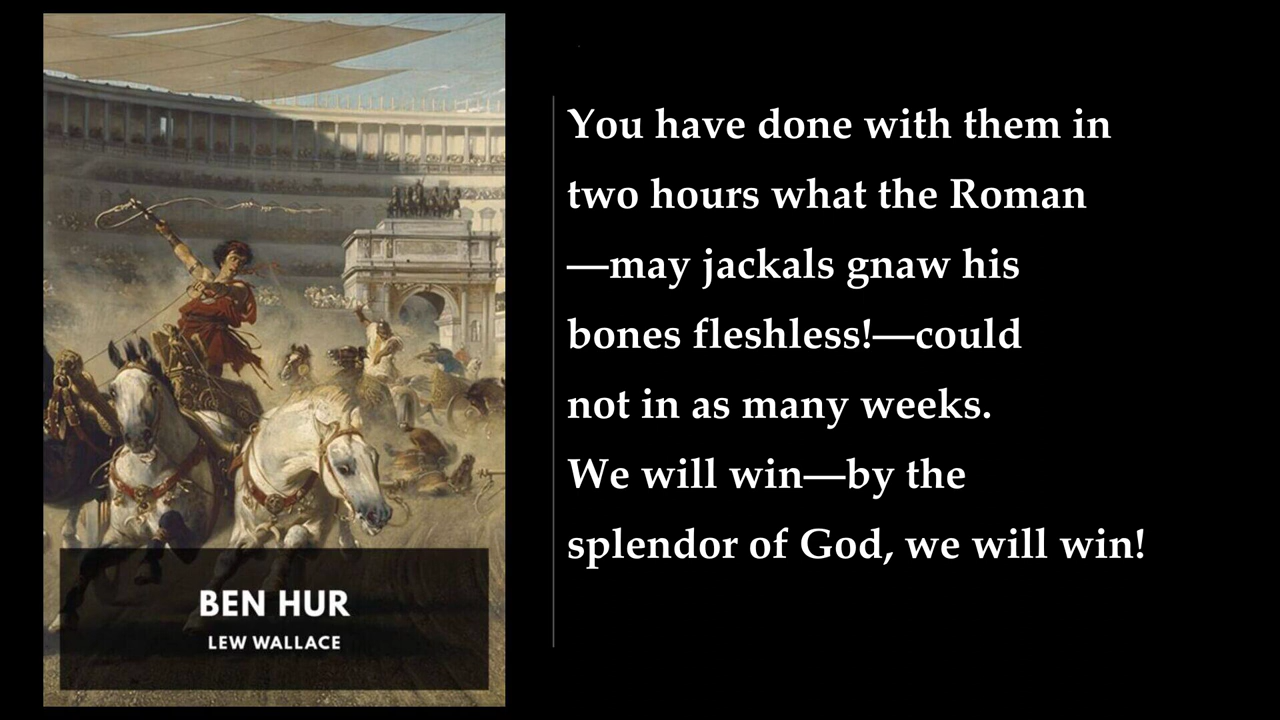 BEN HUR
LEW WALLACE
You have done with them in
two hours what the Roman
—may jackals gnaw his
bones fleshless!—could
not in as many weeks.
We will win—by the
splendor of God, we will win!